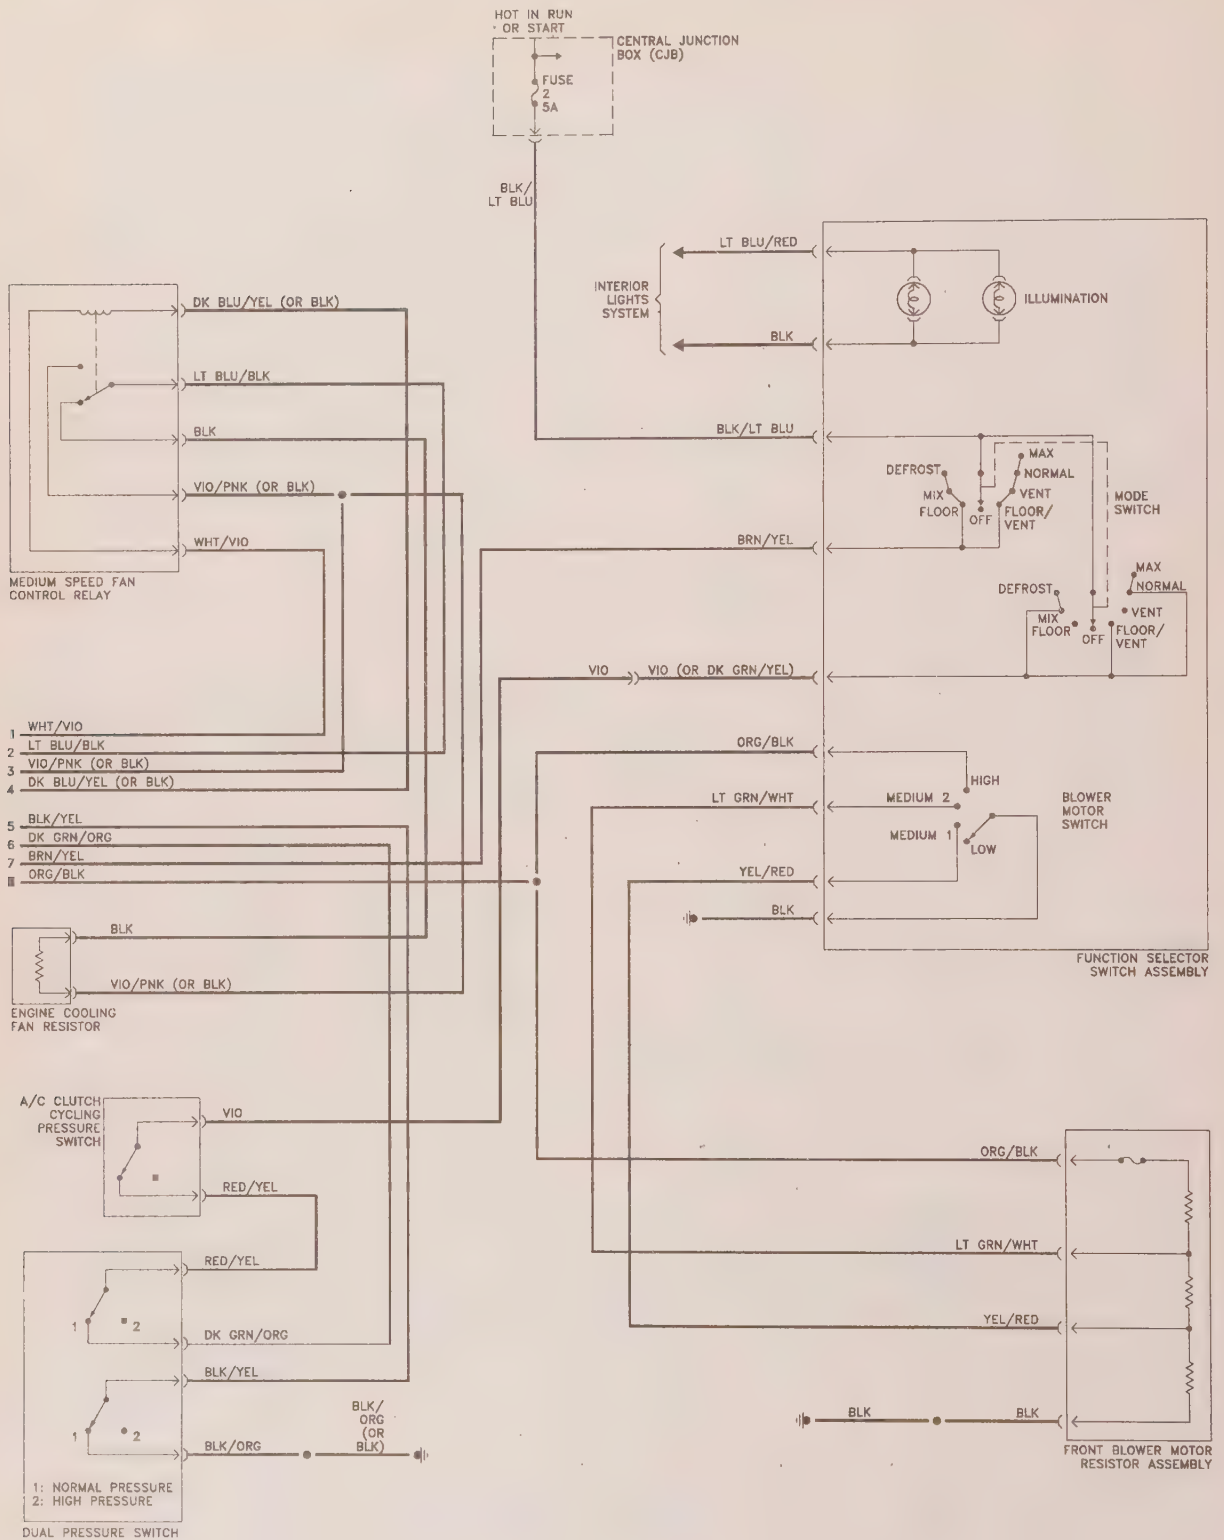 HOT IN RUN
OR START
CENTRAL JUNCTION
BOX (CJB)
FUSE
2
5A
BLK/
LT BLU
LT BLU/RED
INTERIOR
LIGHTS
SYSTEM
ILLUMINATION
BLK
DK BLU/YEL (OR BLK)
LT BLU/BLK
BLK
VIO/PNK (OR BLK)
WHT/VIO
MEDIUM SPEED FAN
CONTROL RELAY
BLK/LT BLU
DEFROST
MIX
FLOOR
OFF
MAX
NORMAL
VENT
FLOOR/
VENT
MODE
SWITCH
BRN/YEL
DEFROST
MIX
FLOOR
OFF
MAX
NORMAL
VENT
FLOOR/
VENT
VIO
VIO (OR DK GRN/YEL)
1 WHT/VIO
2 LT BLU/BLK
3 VIO/PNK (OR BLK)
4 DK BLU/YEL (OR BLK)
5 BLK/YEL
6 DK GRN/ORG
7 BRN/YEL
ORG/BLK
ORG/BLK
HIGH
LT GRN/WHT
MEDIUM 2
BLOWER
MOTOR
SWITCH
MEDIUM 1
LOW
YEL/RED
BLK
FUNCTION SELECTOR
SWITCH ASSEMBLY
BLK
VIO/PNK (OR BLK)
ENGINE COOLING
FAN RESISTOR
A/C CLUTCH
CYCLING
PRESSURE
SWITCH
VIO
RED/YEL
RED/YEL
1 2
DK GRN/ORG
BLK/YEL
1 2
BLK/ORG
BLK/
ORG
(OR
BLK)
1: NORMAL PRESSURE
2: HIGH PRESSURE
DUAL PRESSURE SWITCH
ORG/BLK
LT GRN/WHT
YEL/RED
BLK
BLK
FRONT BLOWER MOTOR
RESISTOR ASSEMBLY